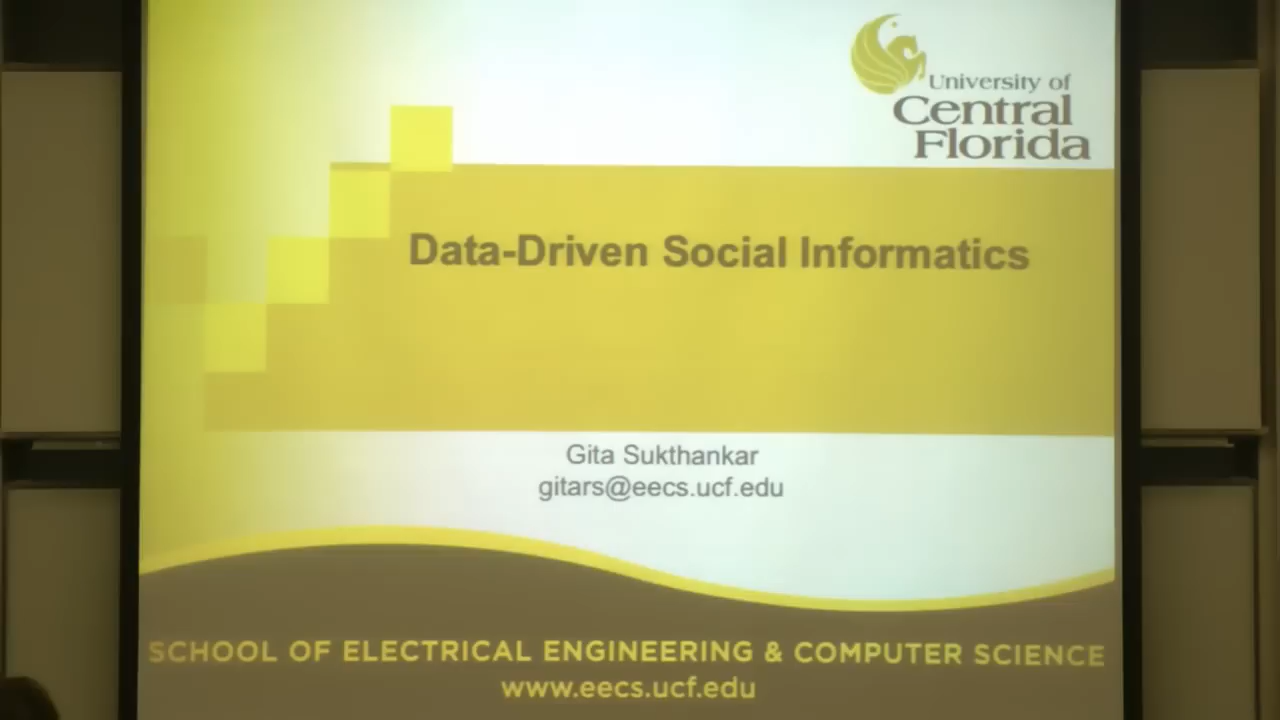 University of
Central
Florida
Data-Driven Social Informatics
Gita Sukthankar
gitars@eecs.ucf.edu
SCHOOL OF ELECTRICAL ENGINEERING & COMPUTER SCIENCE
www.eecs.ucf.edu